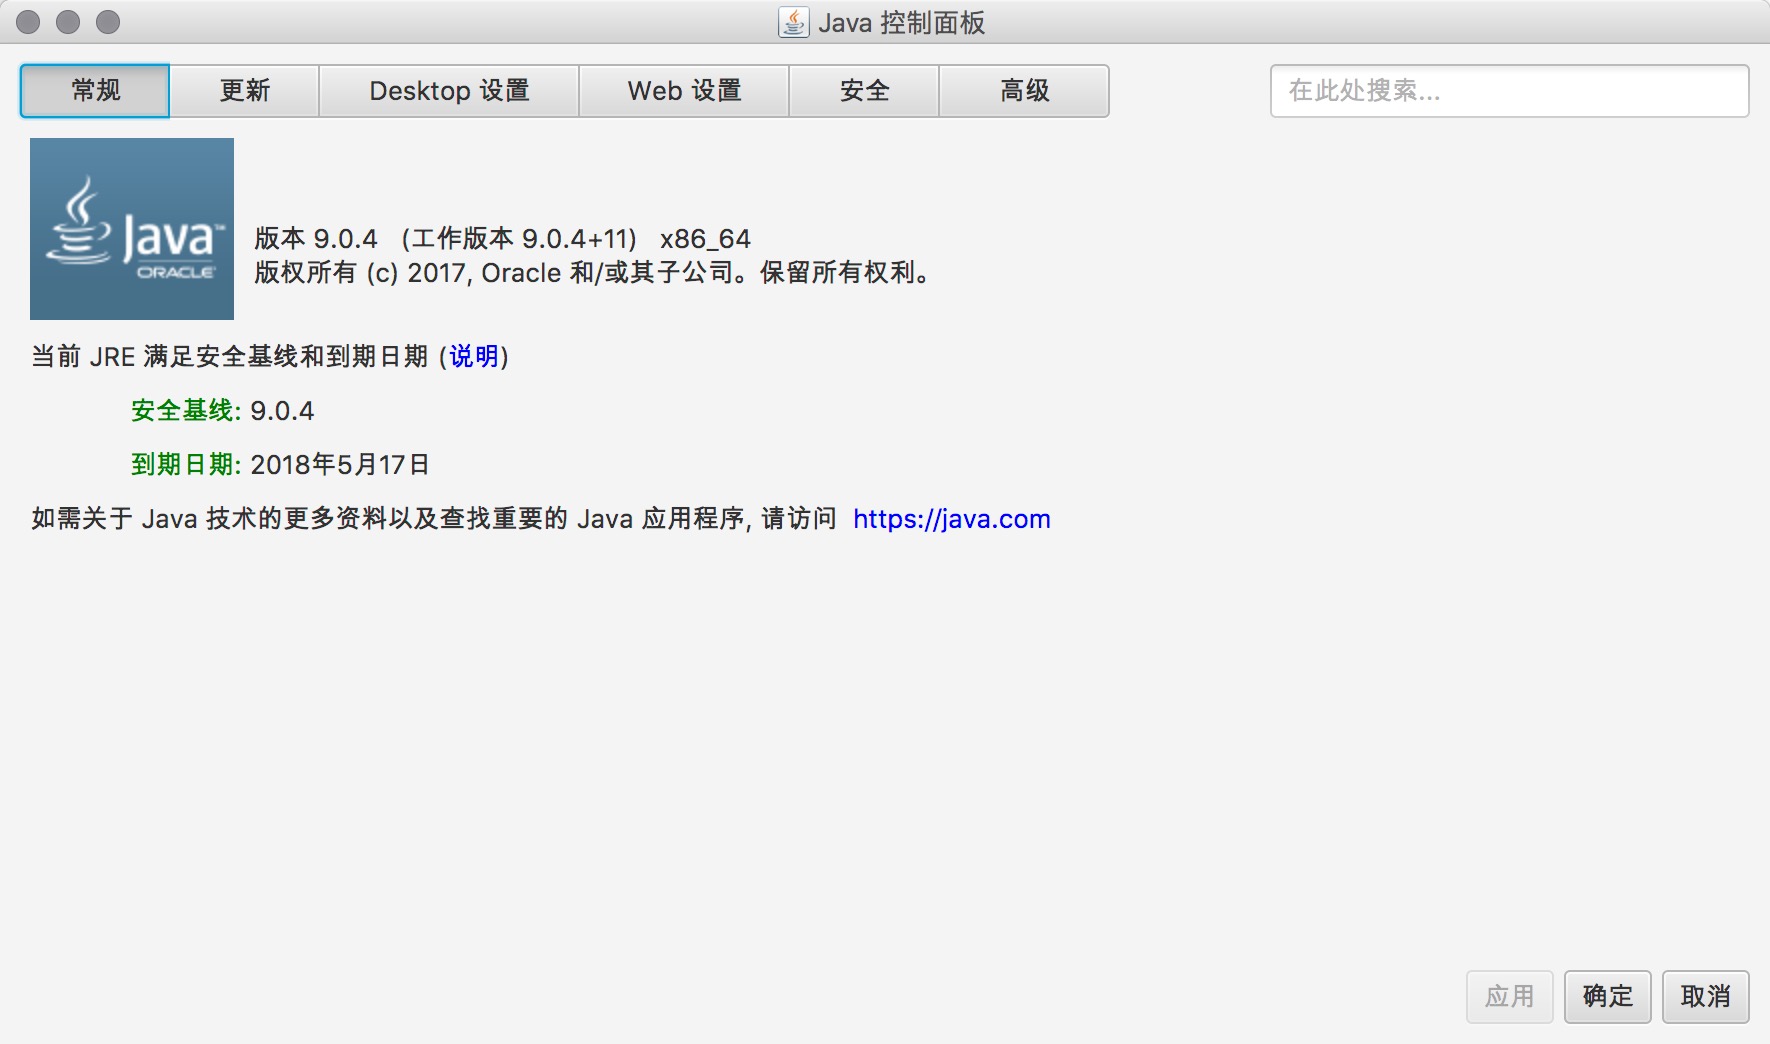 Java 控制面板
常规 更新 Desktop 设置 Web 设置 安全 高级 在此处搜索...
Java™
ORACLE
版本 9.0.4 (工作版本 9.0.4+11) x86_64
版权所有 (c) 2017, Oracle 和/或其子公司。保留所有权利。
当前 JRE 满足安全基线和到期日期 (说明)
安全基线: 9.0.4
到期日期: 2018年5月17日
如需关于 Java 技术的更多资料以及查找重要的 Java 应用程序, 请访问 https://java.com
应用 确定 取消